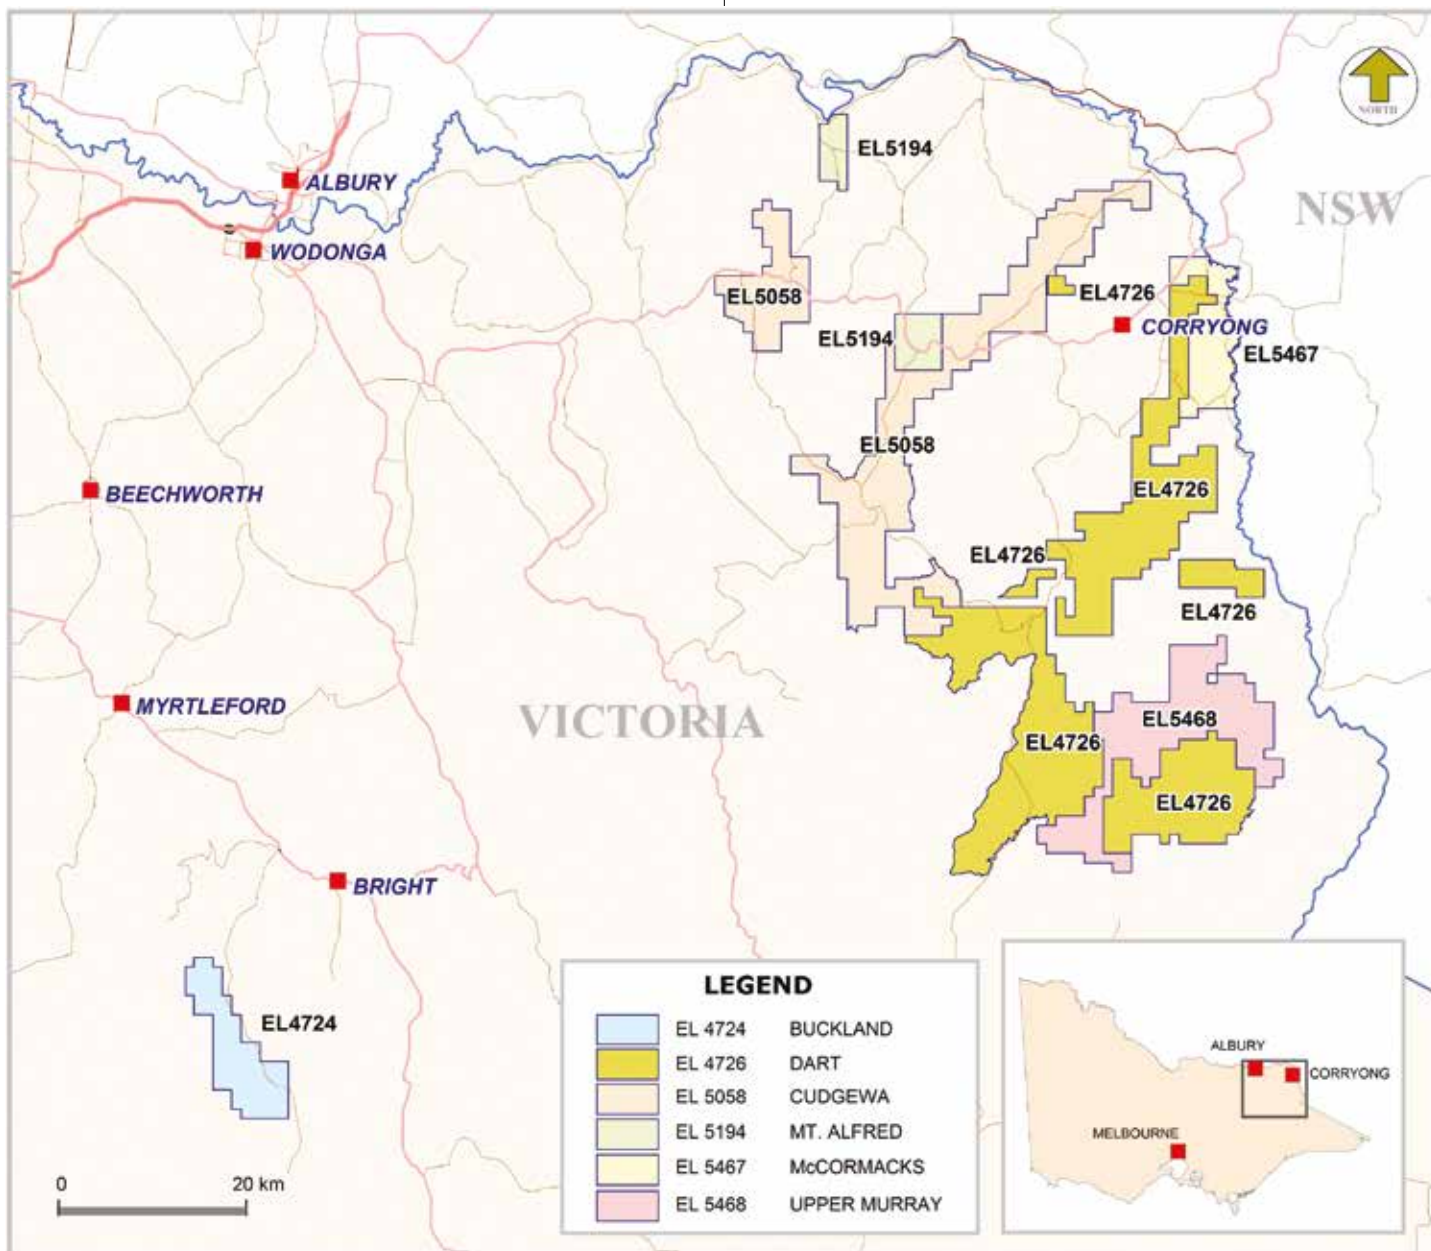 NORTH
EL5194
ALBURY
NSW
WODONGA
EL5058
EL4726
EL5194
CORRYONG
EL5467
EL5058
BEECHWORTH
EL4726
EL4726
EL4726
MYRTLEFORD
VICTORIA
EL5468
EL4726
EL4726
BRIGHT
EL4724
LEGEND
EL 4724 BUCKLAND
EL 4726 DART
EL 5058 CUDGEWA
EL 5194 MT. ALFRED
EL 5467 McCORMACKS
EL 5468 UPPER MURRAY
0 20 km
ALBURY
CORRYONG
MELBOURNE